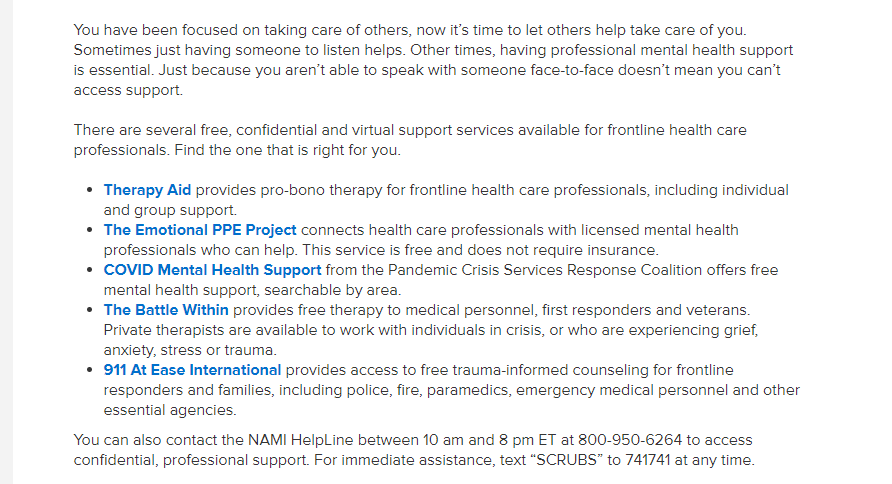 You have been focused on taking care of others, now it’s time to let others help take care of you.
Sometimes just having someone to listen helps. Other times, having professional mental health support
is essential. Just because you aren’t able to speak with someone face-to-face doesn’t mean you can’t
access support.
There are several free, confidential and virtual support services available for frontline health care
professionals. Find the one that is right for you.
• Therapy Aid provides pro-bono therapy for frontline health care professionals, including individual
and group support.
• The Emotional PPE Project connects health care professionals with licensed mental health
professionals who can help. This service is free and does not require insurance.
• COVID Mental Health Support from the Pandemic Crisis Services Response Coalition offers free
mental health support, searchable by area.
• The Battle Within provides free therapy to medical personnel, first responders and veterans.
Private therapists are available to work with individuals in crisis, or who are experiencing grief,
anxiety, stress or trauma.
• 911 At Ease International provides access to free trauma-informed counseling for frontline
responders and families, including police, fire, paramedics, emergency medical personnel and other
essential agencies.
You can also contact the NAMI HelpLine between 10 am and 8 pm ET at 800-950-6264 to access
confidential, professional support. For immediate assistance, text “SCRUBS” to 741741 at any time.